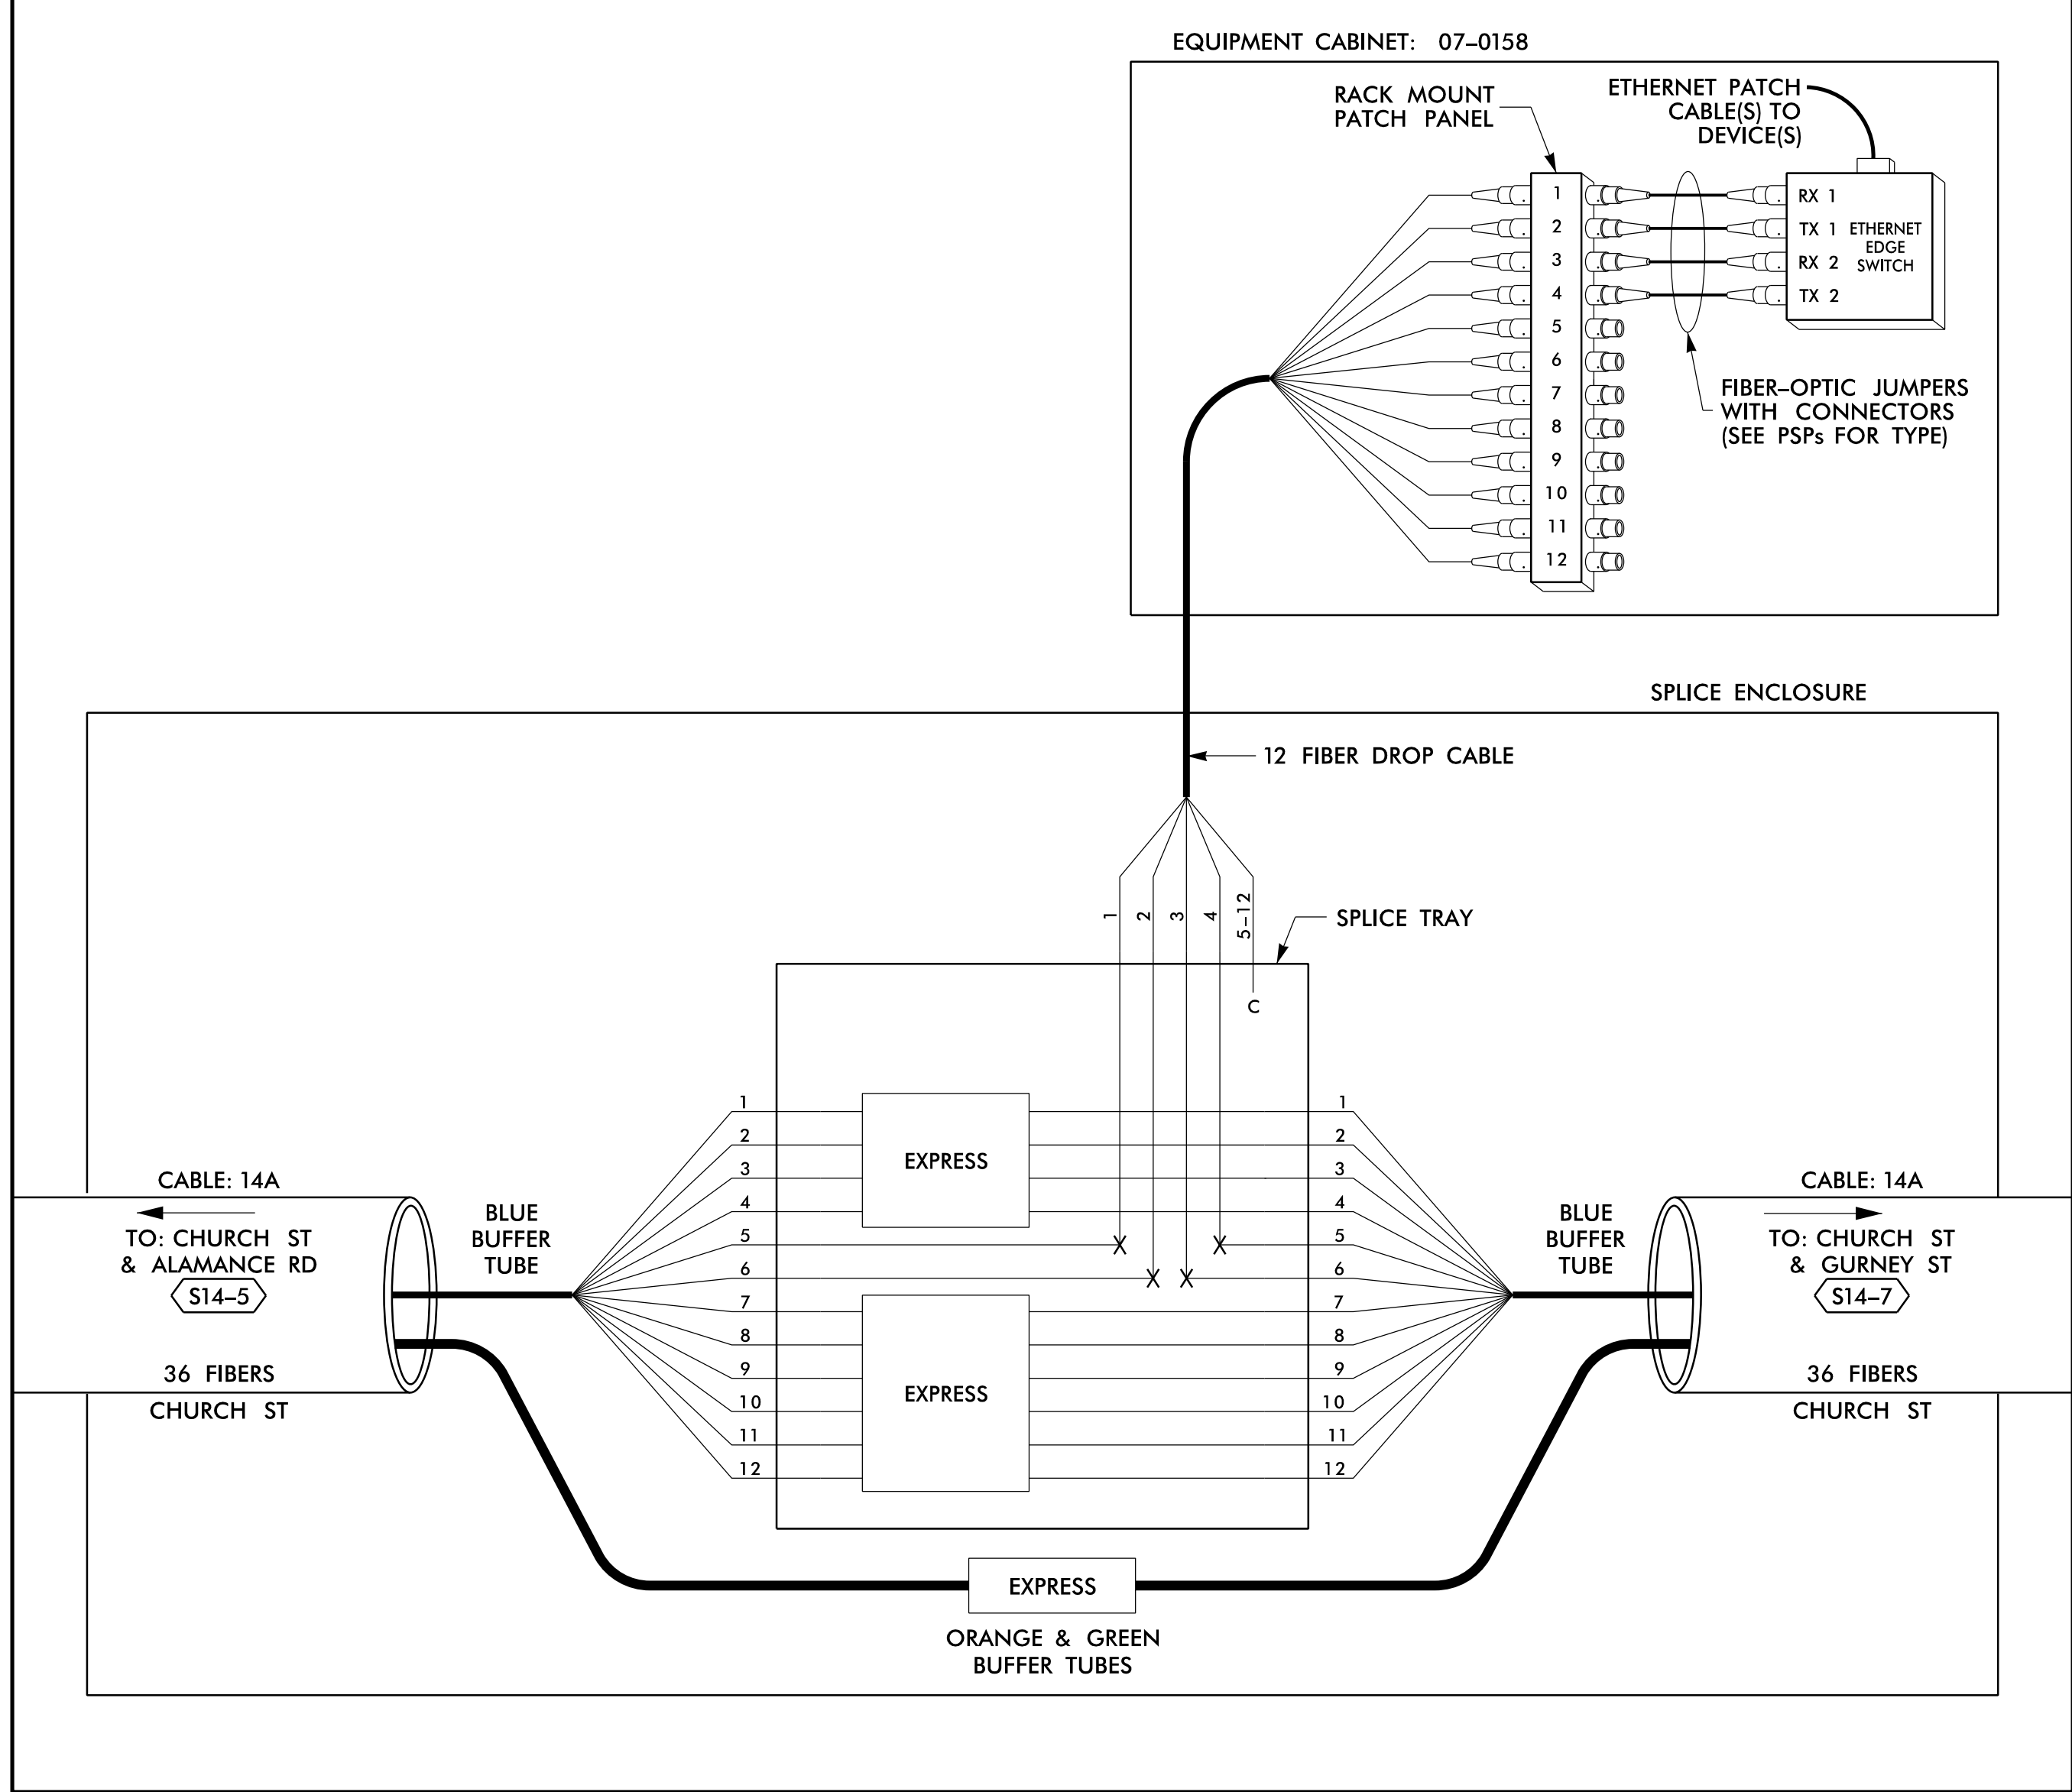 EQUIPMENT CABINET: 07–0158
RACK MOUNT
PATCH PANEL
ETHERNET PATCH
CABLE(S) TO
DEVICE(S)
1
2
3
4
5
6
7
8
9
10
11
12
RX 1
TX 1
RX 2
TX 2
ETHERNET
EDGE
SWITCH
FIBER–OPTIC JUMPERS
WITH CONNECTORS
(SEE PSPs FOR TYPE)
SPLICE ENCLOSURE
12 FIBER DROP CABLE
1
2
3
4
5–12
SPLICE TRAY
C
CABLE: 14A
TO: CHURCH ST
& ALAMANCE RD
S14–5
36 FIBERS
CHURCH ST
BLUE
BUFFER
TUBE
1
2
3
4
5
6
7
8
9
10
11
12
EXPRESS
EXPRESS
1
2
3
4
5
6
7
8
9
10
11
12
BLUE
BUFFER
TUBE
CABLE: 14A
TO: CHURCH ST
& GURNEY ST
S14–7
36 FIBERS
CHURCH ST
EXPRESS
ORANGE & GREEN
BUFFER TUBES